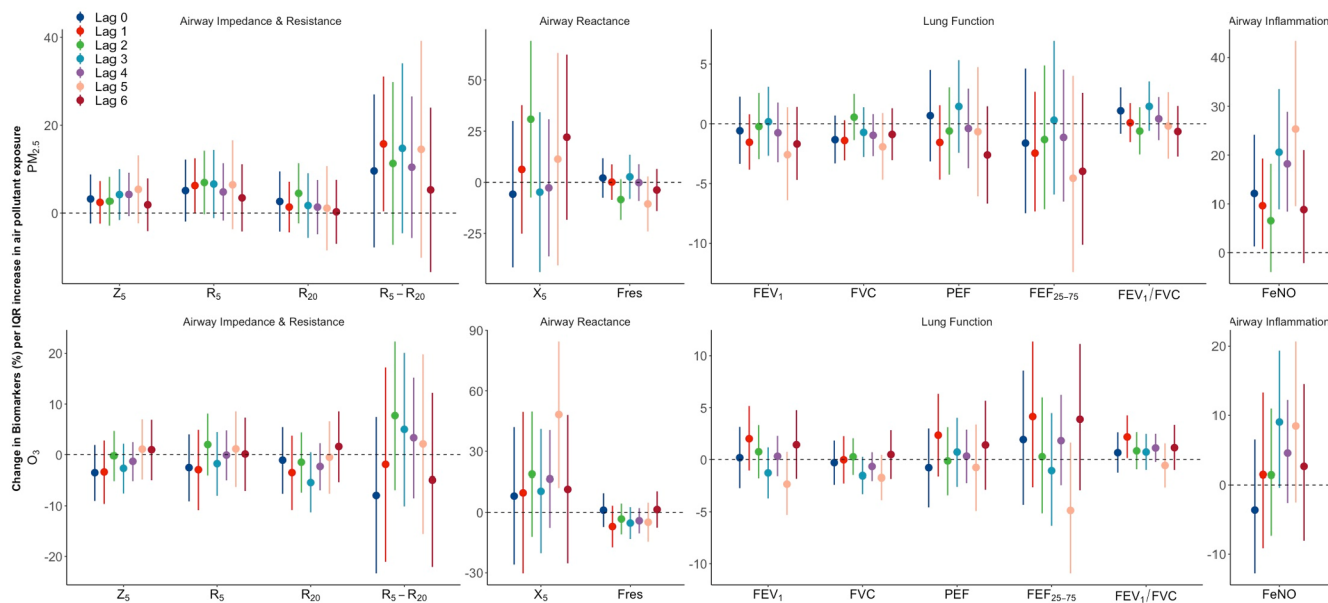 Change in Biomarkers (%) per IQR increase in air pollutant exposure
PM2.5
Lag 0
Lag 1
Lag 2
Lag 3
Lag 4
Lag 5
Lag 6
Airway Impedance & Resistance
40
20
0
Z5 R5 R20 R5 − R20
Airway Reactance
50
25
0
-25
X5 Fres
Lung Function
5
0
-5
-10
FEV1 FVC PEF FEF25−75 FEV1/FVC
Airway Inflammation
40
30
20
10
0
FeNO
O3
Airway Impedance & Resistance
20
10
0
-10
-20
Z5 R5 R20 R5 − R20
Airway Reactance
90
60
30
0
-30
X5 Fres
Lung Function
10
5
0
-5
-10
FEV1 FVC PEF FEF25−75 FEV1/FVC
Airway Inflammation
20
10
0
-10
FeNO